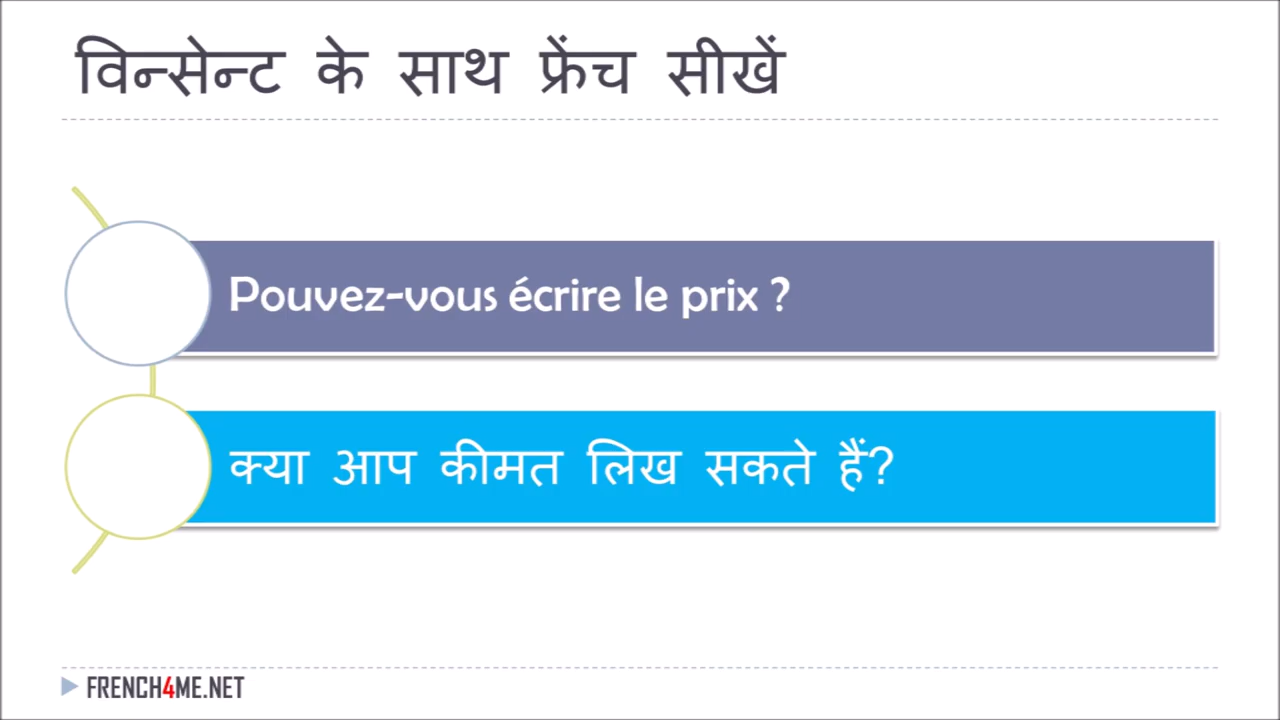 विन्सेन्ट के साथ फ्रेंच सीखें
Pouvez-vous écrire le prix ?
क्या आप कीमत लिख सकते हैं?
FRENCH4ME.NET